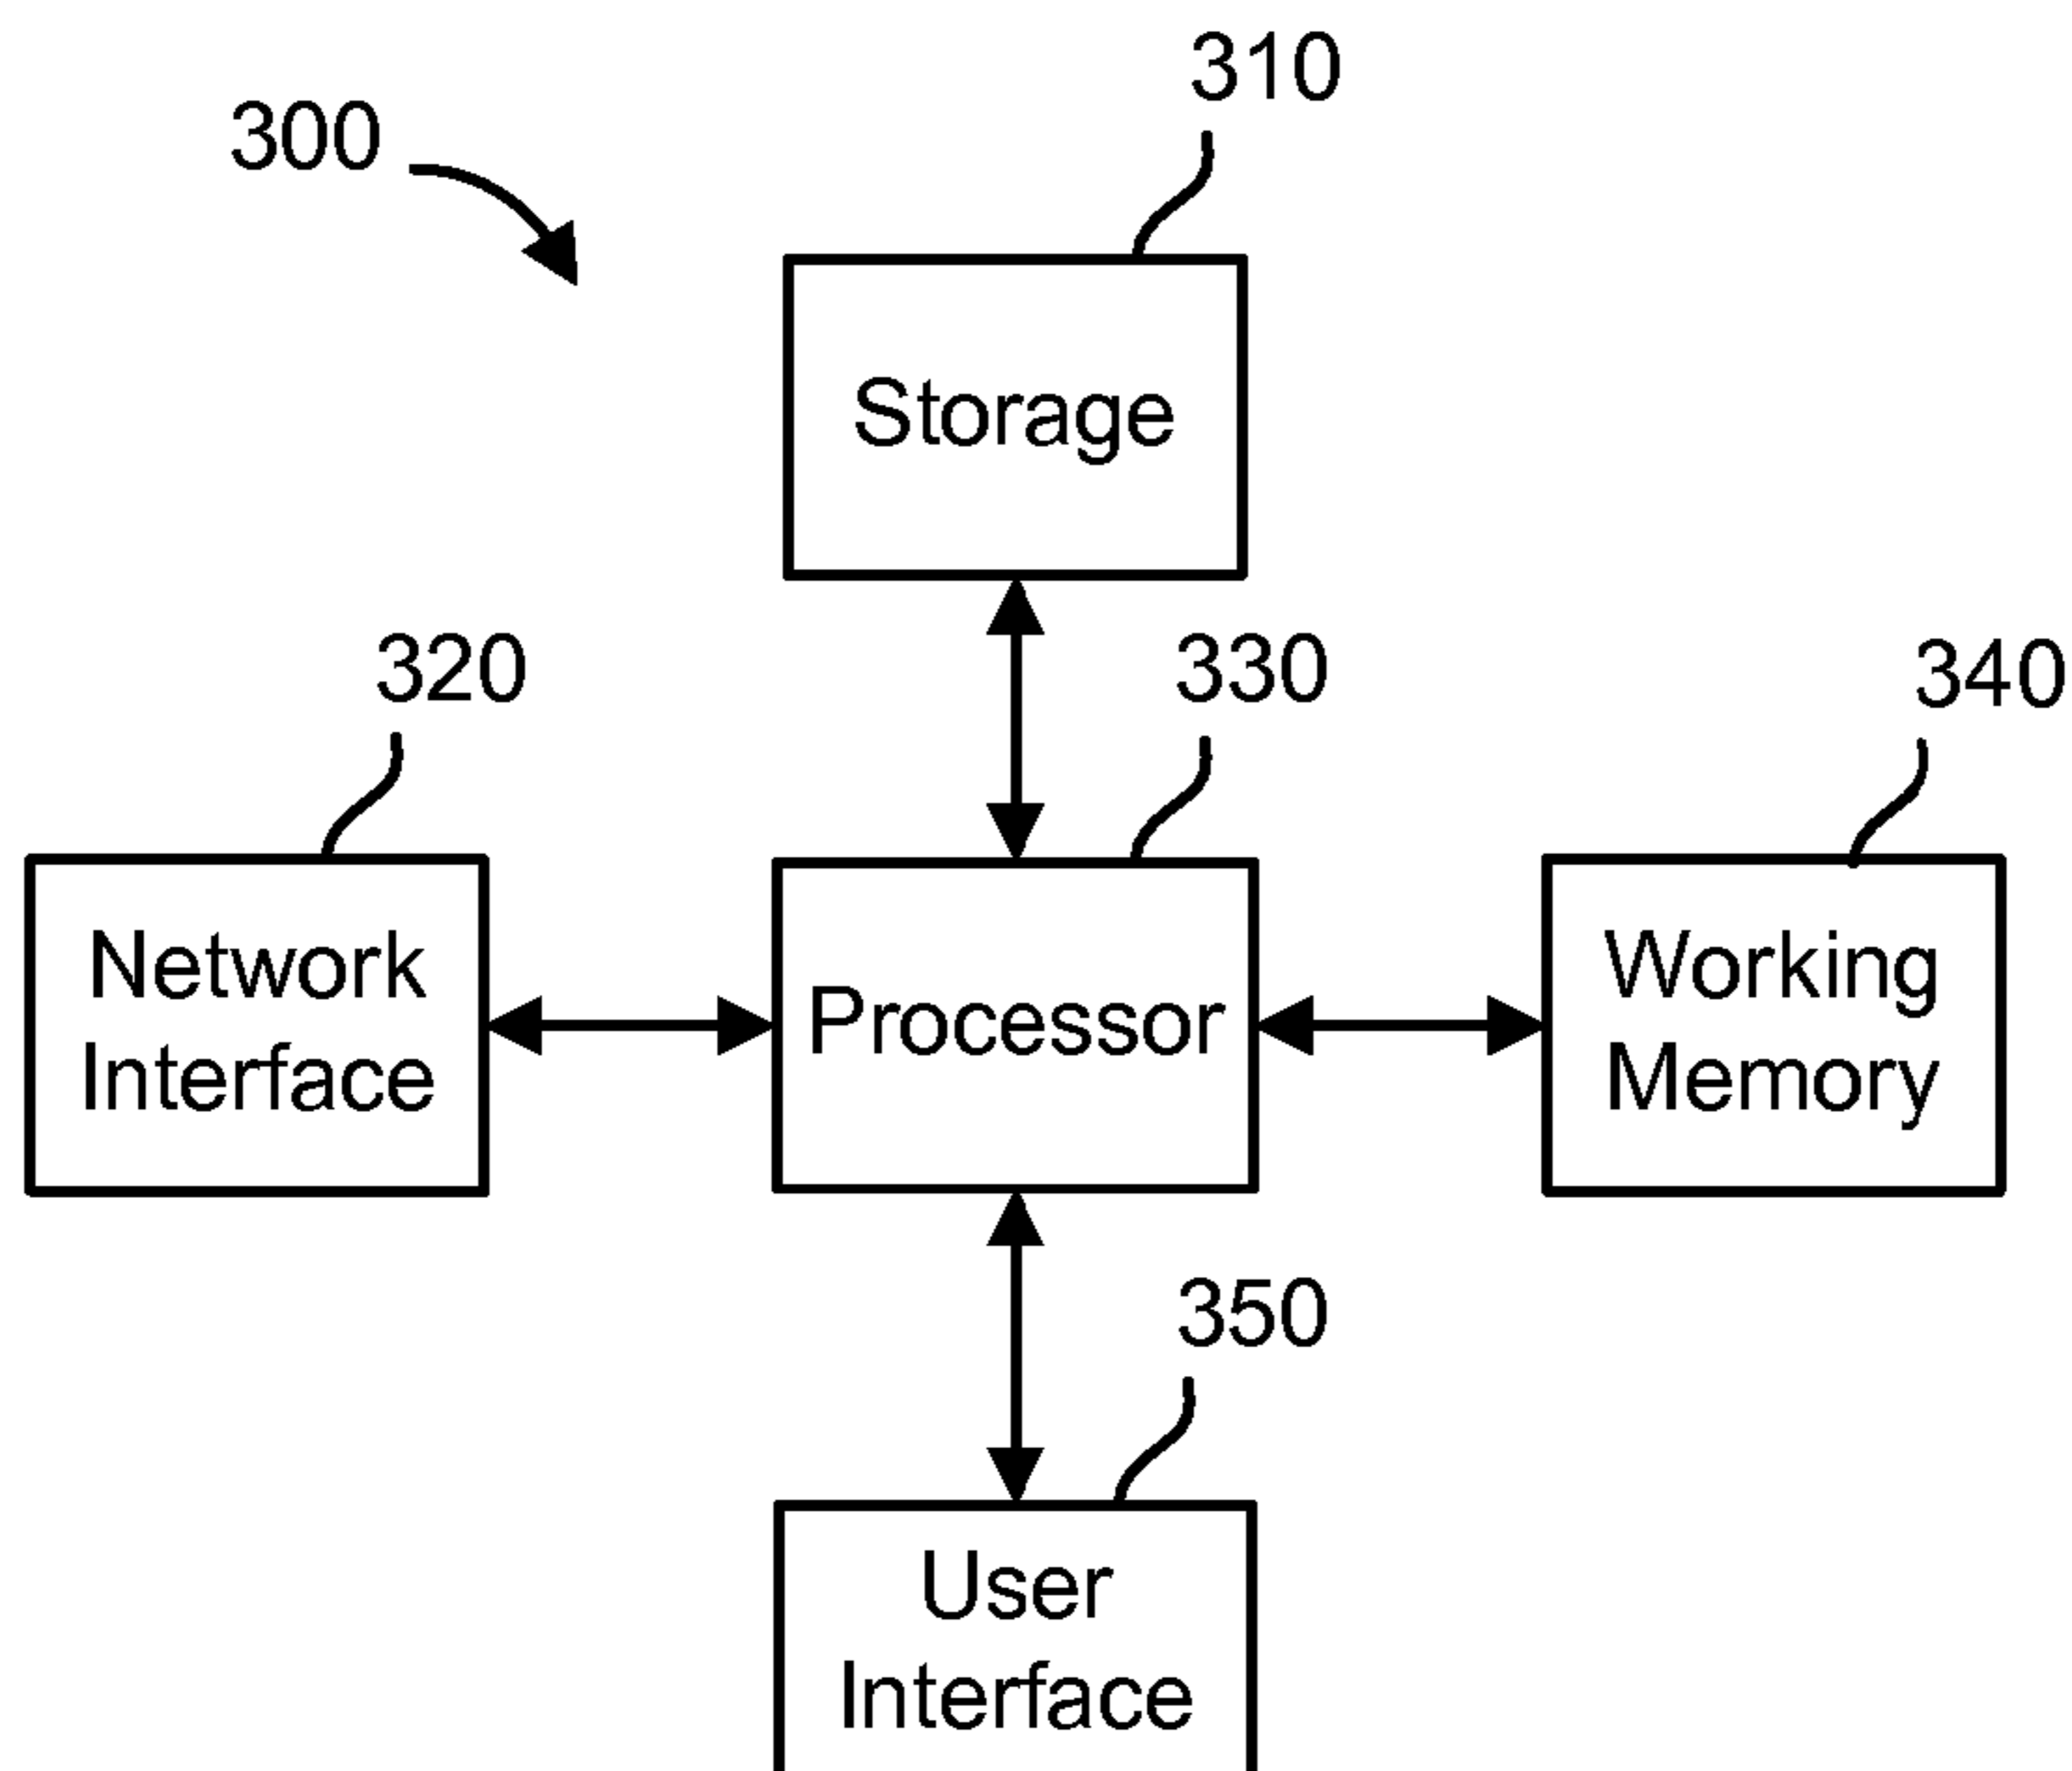 310
300
Storage
320
330
340
Network
Interface
Processor
Working
Memory
350
User
Interface